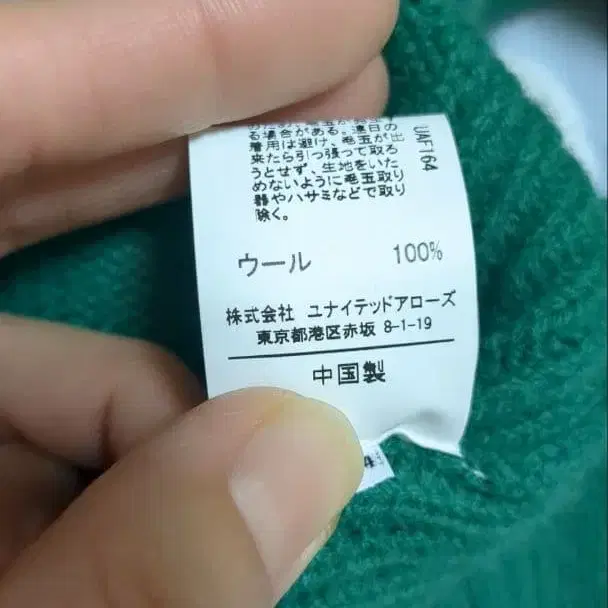 る場合がある。連日の
着用は避け、毛玉が出
来たら引っ張って取ろ
うとせず、生地をいた
めないように毛玉取り
器やハサミなどで取り
除く。
UAF164
ウール 100%
株式会社 ユナイテッドアローズ
東京都港区赤坂 8-1-19
中国製